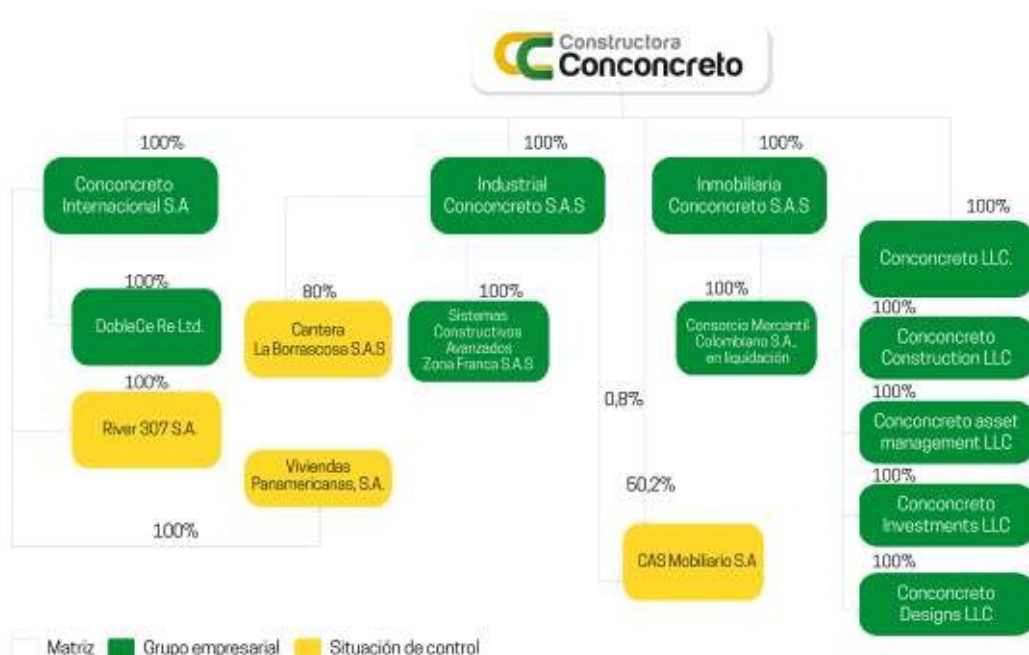 Constructora
Conconcreto
100%
100%
100%
100%
Conconcreto
Internacional S.A
Industrial
Conconcreto S.A.S
Inmobiliaria
Conconcreto S.A.S
Conconcreto LLC.
100%
DobleCe Re Ltd.
80%
Cantera
La Borrascosa S.A.S
100%
Sistemas
Constructivos
Avanzados
Zona Franca S.A.S
100%
Consorcio Mercantil
Colombiano S.A.,
en liquidación
100%
Conconcreto
Construction LLC
100%
River 307 S.A.
0,8%
100%
Conconcreto asset
management LLC
Viviendas
Panamericanas, S.A.
100%
50,2%
CAS Mobiliario S.A
100%
Conconcreto
Investments LLC
100%
Conconcreto
Designs LLC
Matriz
Grupo empresarial
Situación de control